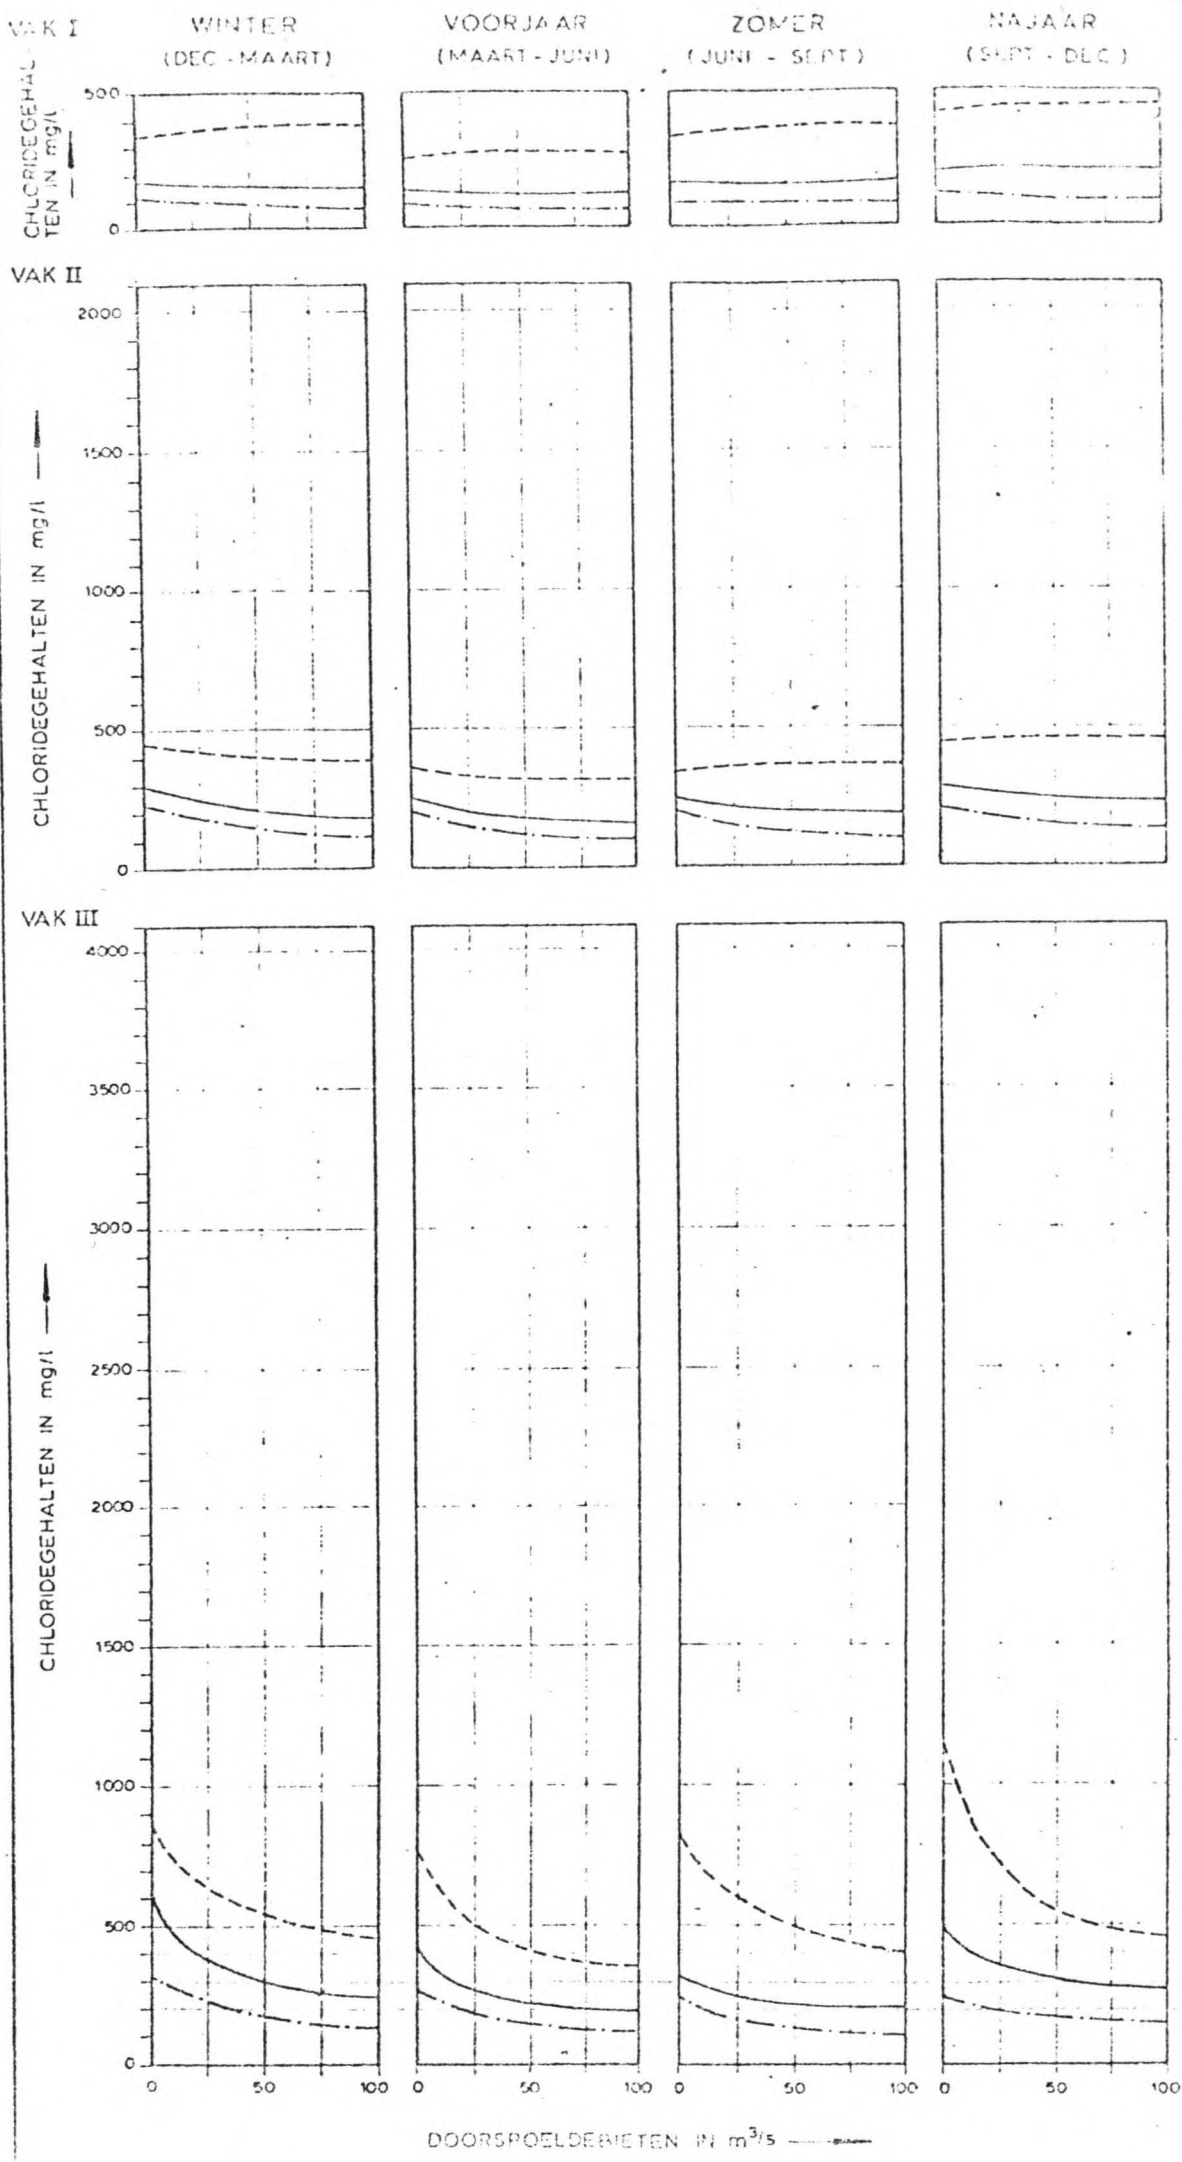 VAK I WINTER VOORJAAR ZOMER NAJAAR
(DEC - MAART) (MAART - JUNI) (JUNI - SEPT) (SEPT - DEC)
CHLORIDEGEHAL
TEN IN mg/l
500
0
VAK II
CHLORIDEGEHALTEN IN mg/l
2000
1500
1000
500
0
VAK III
CHLORIDEGEHALTEN IN mg/l
4000
3500
3000
2500
2000
1500
1000
500
0
0 50 100 0 50 100 0 50 100 0 50 100
DOORSPOELDEBIETEN IN m³/s